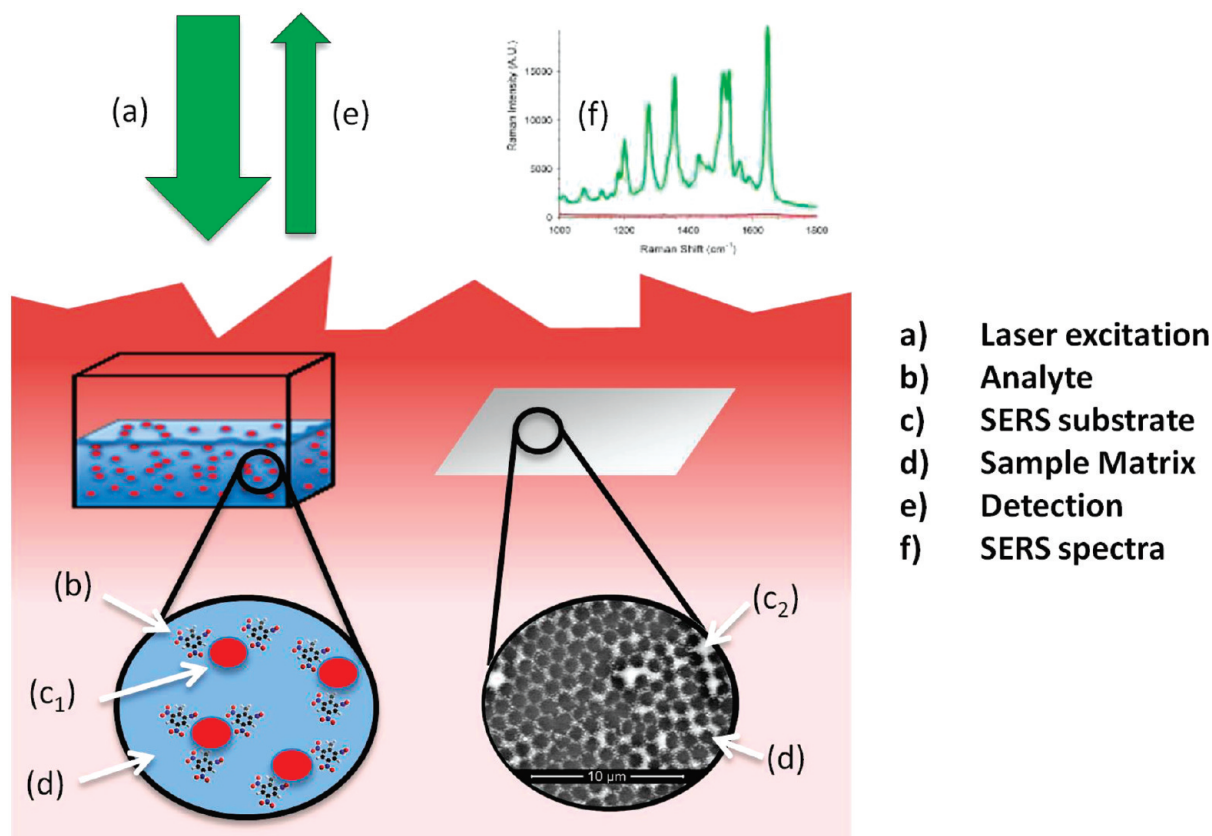 (a)
(e)
(f)
Raman Intensity (A.U.)
15000
10000
5000
0
1000
1200
1400
1600
1800
Raman Shift (cm⁻¹)
a) Laser excitation
b) Analyte
c) SERS substrate
d) Sample Matrix
e) Detection
f) SERS spectra
(b)
(c₁)
(d)
(c₂)
(d)
10 µm